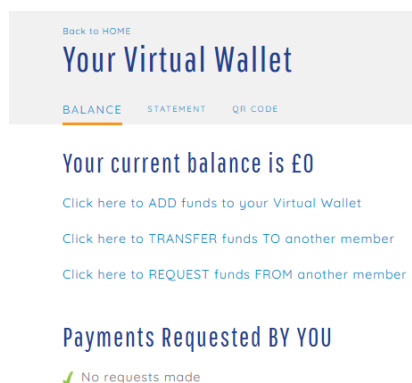 Back to HOME
Your Virtual Wallet
BALANCE STATEMENT QR CODE
Your current balance is £0
Click here to ADD funds to your Virtual Wallet
Click here to TRANSFER funds TO another member
Click here to REQUEST funds FROM another member
Payments Requested BY YOU
No requests made